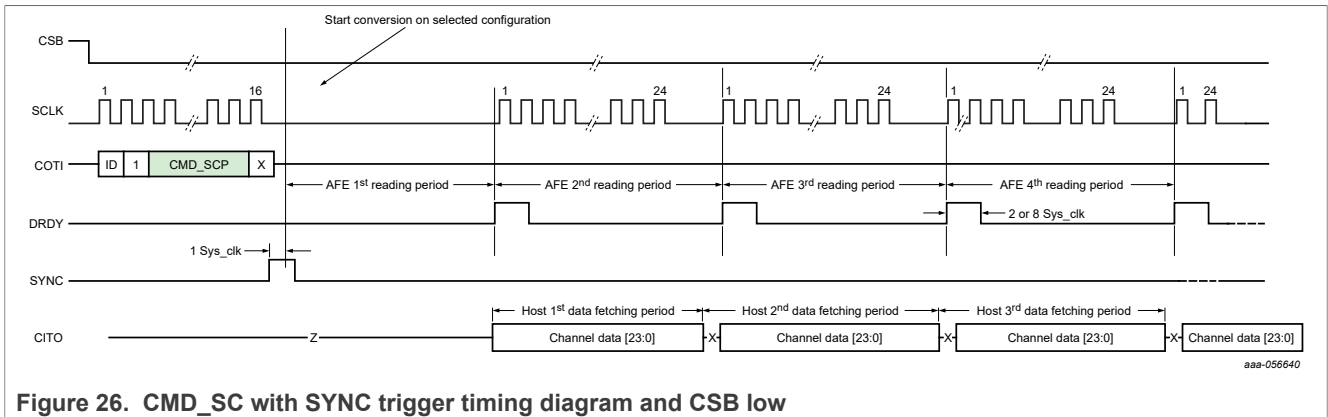 Start conversion on selected configuration
CSB
1 16 1 24 1 24 1 24 1 24
SCLK
COTI ID 1 CMD_SCP X
AFE 1st reading period AFE 2nd reading period AFE 3rd reading period AFE 4th reading period
DRDY 2 or 8 Sys_clk
1 Sys_clk
SYNC
Host 1st data fetching period Host 2nd data fetching period Host 3rd data fetching period
CITO Z Channel data [23:0] X Channel data [23:0] X Channel data [23:0] X Channel data [23:0]
aaa-056640
Figure 26. CMD_SC with SYNC trigger timing diagram and CSB low